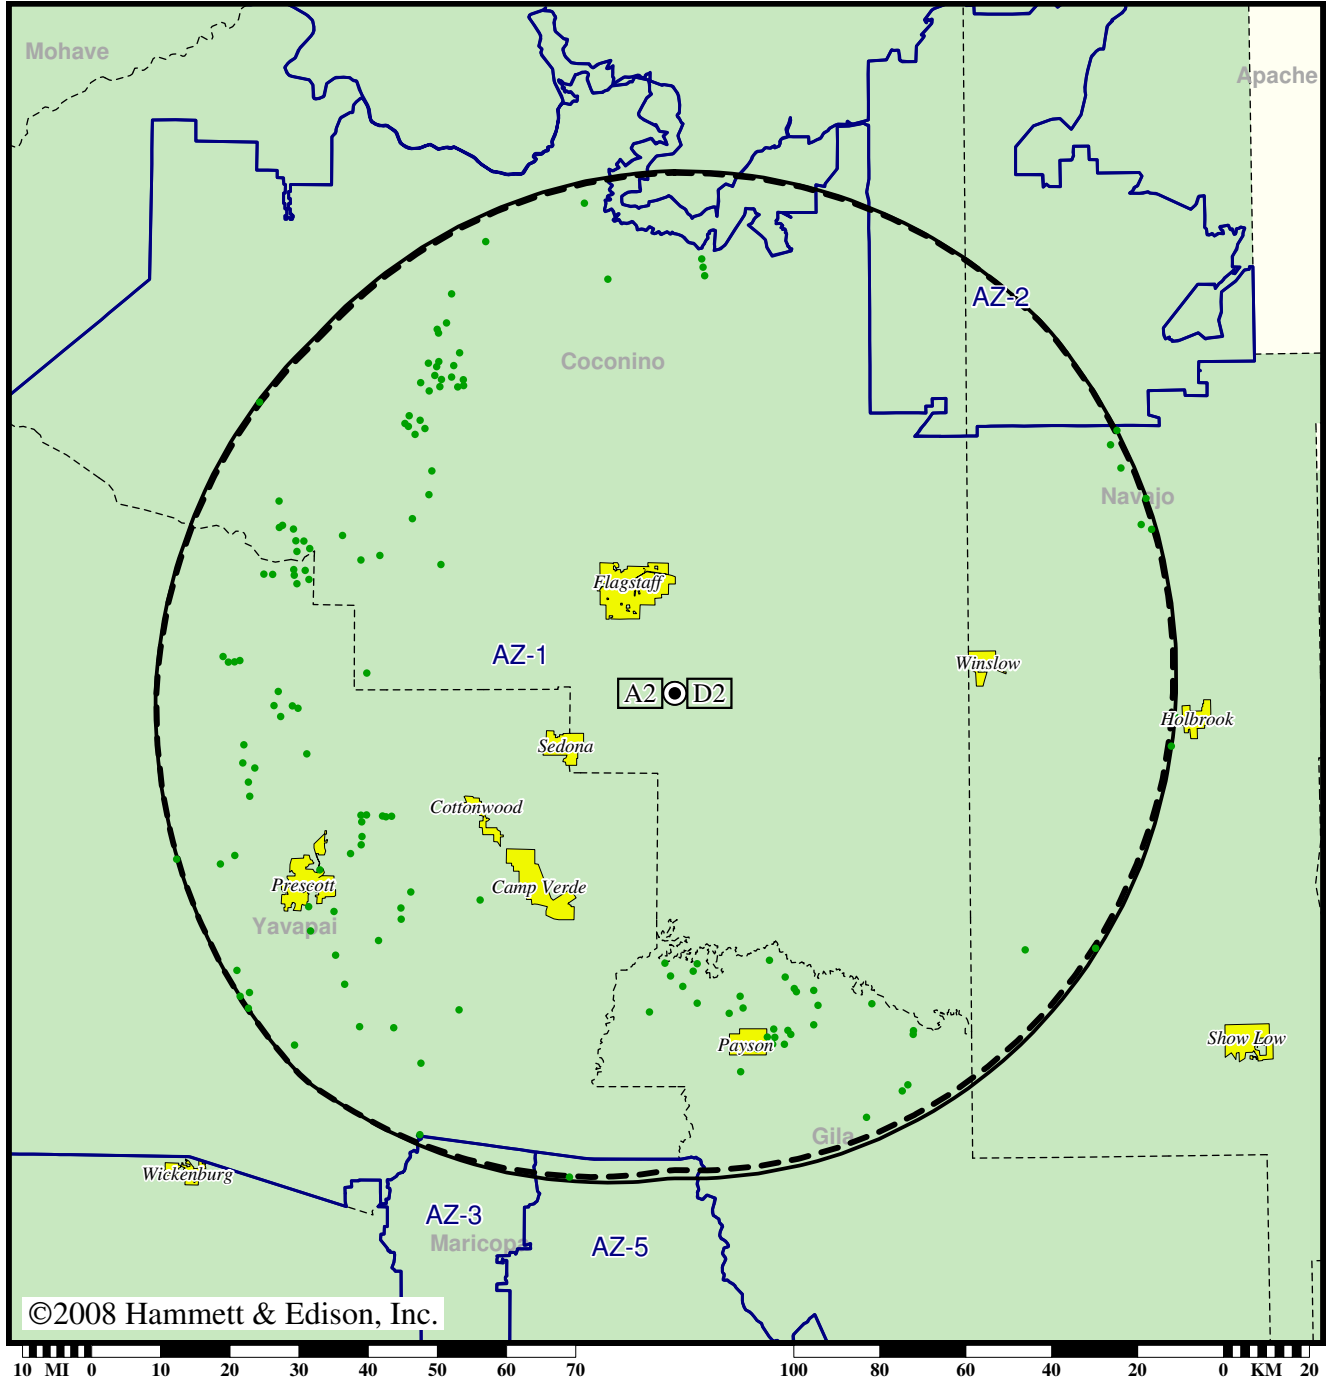 Mohave
Apache
AZ-2
Coconino
Navajo
Flagstaff
AZ-1
Winslow
A2 D2
Holbrook
Sedona
Cottonwood
Prescott
Camp Verde
Yavapai
Payson
Show Low
Gila
Wickenburg
AZ-3
Maricopa
AZ-5
©2008 Hammett & Edison, Inc.
10 MI 0 10 20 30 40 50 60 70 100 80 60 40 20 0 KM 20